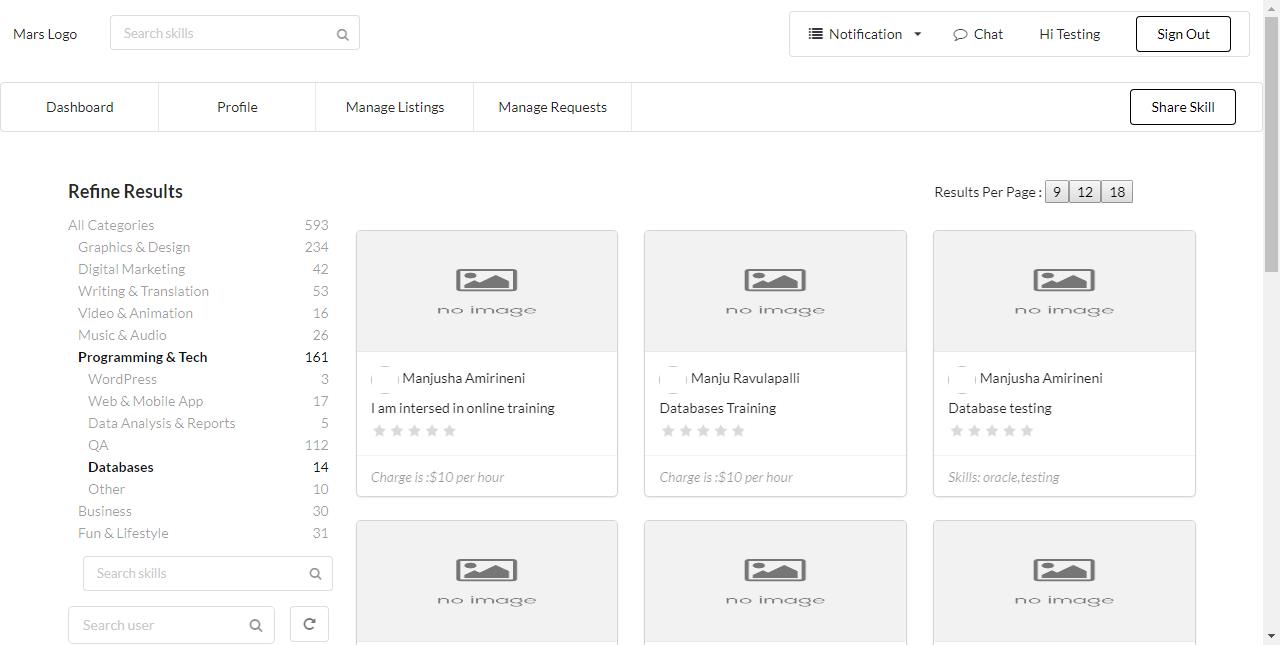 Mars Logo
Search skills
Notification
Chat
Hi Testing
Sign Out
Dashboard
Profile
Manage Listings
Manage Requests
Share Skill
Refine Results
Results Per Page : 9 12 18
All Categories 593
Graphics & Design 234
Digital Marketing 42
Writing & Translation 53
Video & Animation 16
Music & Audio 26
Programming & Tech 161
WordPress 3
Web & Mobile App 17
Data Analysis & Reports 5
QA 112
Databases 14
Other 10
Business 30
Fun & Lifestyle 31
Search skills
Search user
no image
Manjusha Amirineni
I am intersed in online training
Charge is :$10 per hour
no image
Manju Ravulapalli
Databases Training
Charge is :$10 per hour
no image
Manjusha Amirineni
Database testing
Skills: oracle,testing
no image
no image
no image